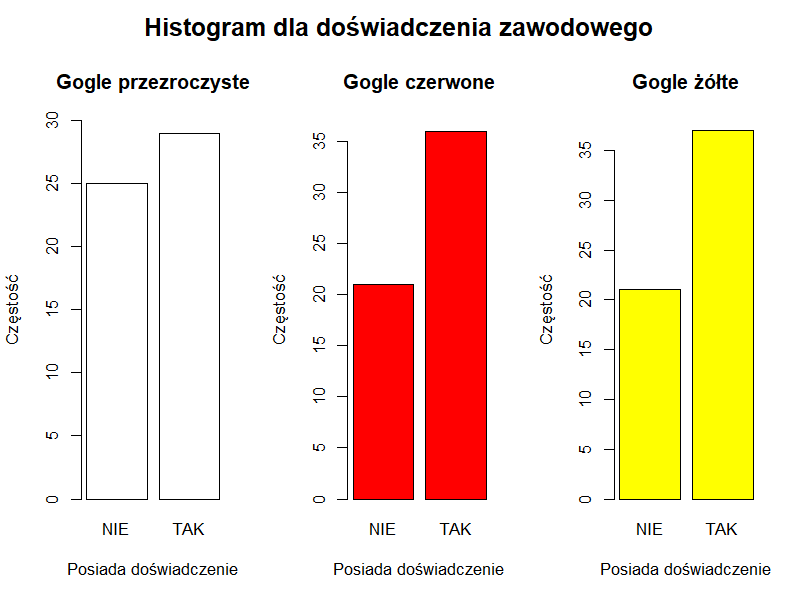 Histogram dla doświadczenia zawodowego
Gogle przezroczyste
Częstość
30
25
20
15
10
5
0
NIE TAK
Posiada doświadczenie
Gogle czerwone
Częstość
35
30
25
20
15
10
5
0
NIE TAK
Posiada doświadczenie
Gogle żółte
Częstość
35
30
25
20
15
10
5
0
NIE TAK
Posiada doświadczenie